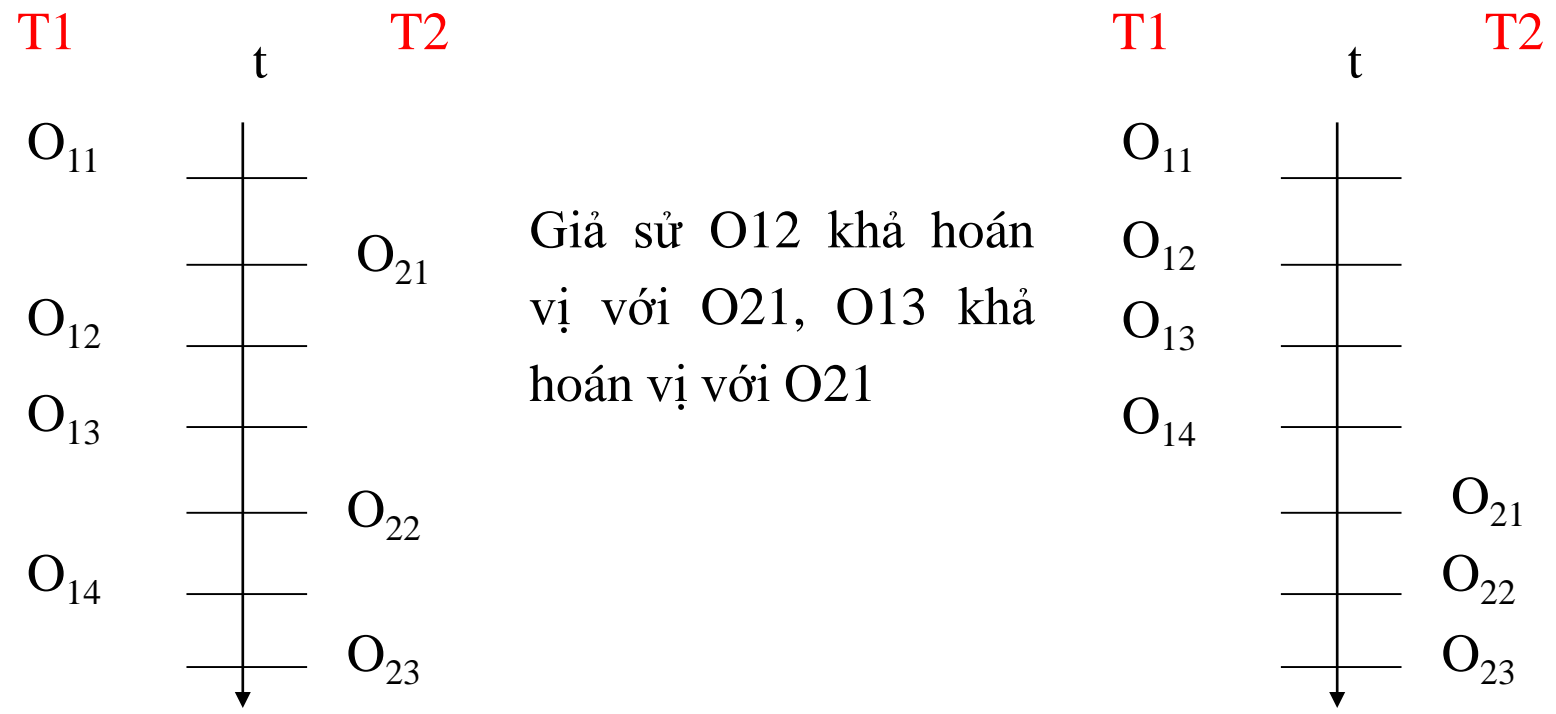 T1 T2
t
O11
O21
O12
O13
O22
O14
O23
Giả sử O12 khả hoán
vị với O21, O13 khả
hoán vị với O21
T1 T2
t
O11
O12
O13
O14
O21
O22
O23